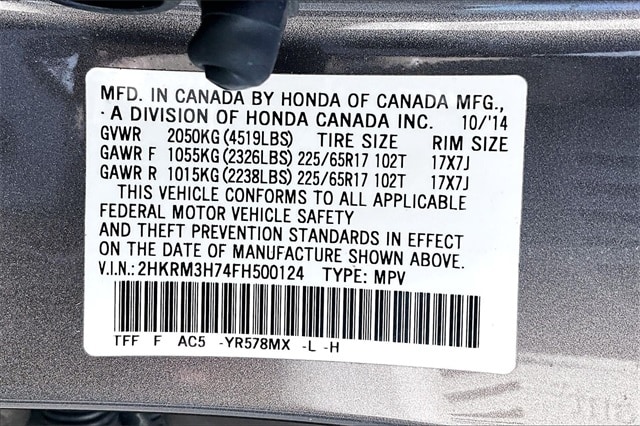 MFD. IN CANADA BY HONDA OF CANADA MFG.,
· A DIVISION OF HONDA CANADA INC. 10/'14
GVWR 2050KG (4519LBS) TIRE SIZE RIM SIZE
GAWR F 1055KG (2326LBS) 225/65R17 102T 17X7J
GAWR R 1015KG (2238LBS) 225/65R17 102T 17X7J
THIS VEHICLE CONFORMS TO ALL APPLICABLE
FEDERAL MOTOR VEHICLE SAFETY
AND THEFT PREVENTION STANDARDS IN EFFECT
ON THE DATE OF MANUFACTURE SHOWN ABOVE.
V.I.N.: 2HKRM3H74FH500124 TYPE: MPV
TFF F AC5 -YR578MX -L -H